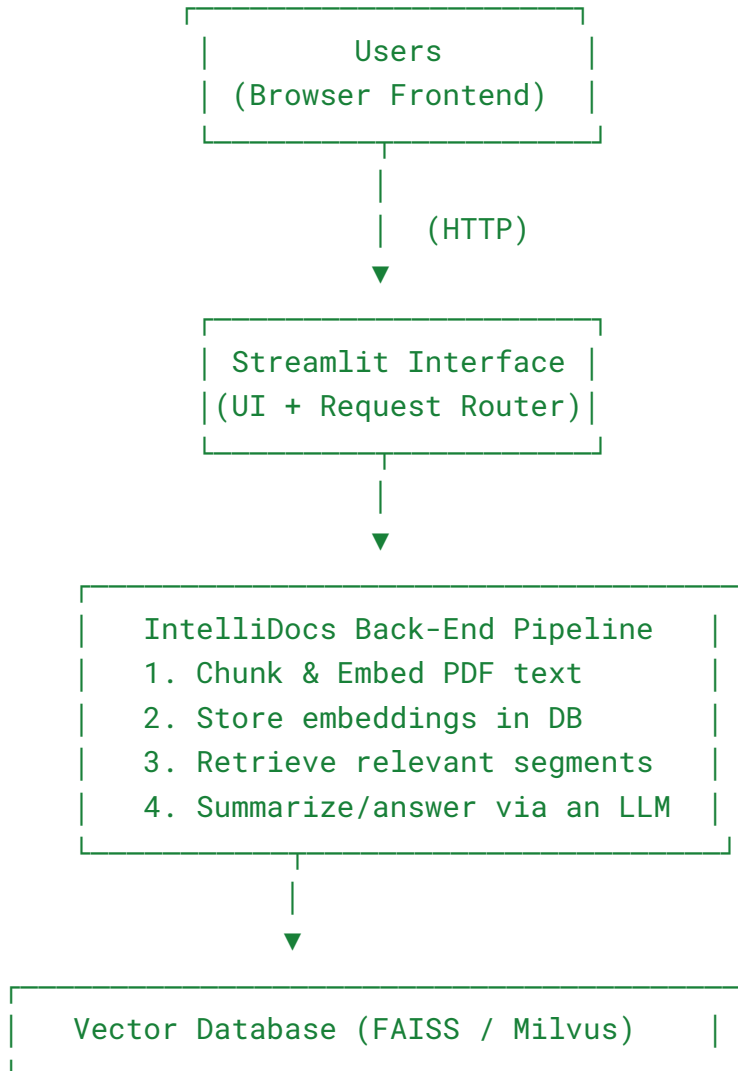 Users
(Browser Frontend)
(HTTP)
Streamlit Interface
(UI + Request Router)
IntelliDocs Back-End Pipeline
1. Chunk & Embed PDF text
2. Store embeddings in DB
3. Retrieve relevant segments
4. Summarize/answer via an LLM
Vector Database (FAISS / Milvus)